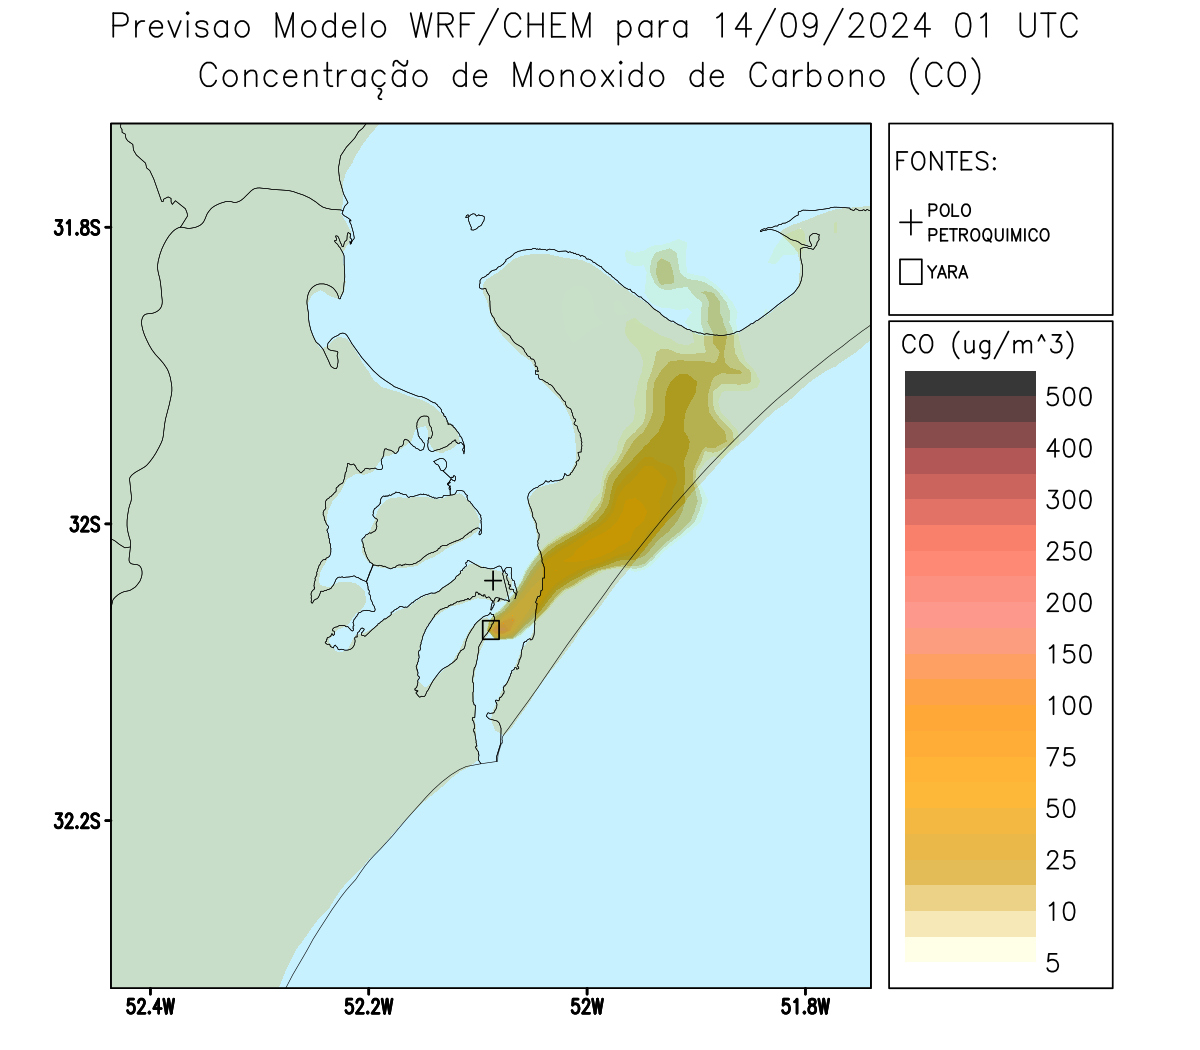 Previsao Modelo WRF/CHEM para 14/09/2024 01 UTC
Concentração de Monoxido de Carbono (CO)
FONTES:
POLO
PETROQUIMICO
YARA
CO (ug/m^3)
500
400
300
250
200
150
100
75
50
25
10
5
31.8S
32S
32.2S
52.4W
52.2W
52W
51.8W